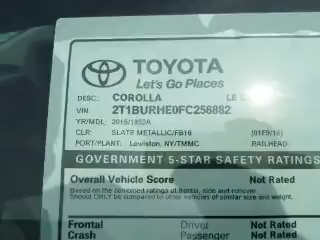 TOYOTA
Let's Go Places
DESC: COROLLA LE
VIN 2T1BURHE0FC256882
YR/MDL: 2015/1852A
CLR: SLATE METALLIC/FB16
PORT/PLANT: Lewiston, NY/TMMC RAILHEAD:
GOVERNMENT 5-STAR SAFETY RATINGS
Overall Vehicle Score Not Rated
Based on the combined ratings of frontal, side and rollover.
Should ONLY be compared to other vehicles of similar size and weight.
Frontal Driver Not Rated
Crash Passenger Not Rated